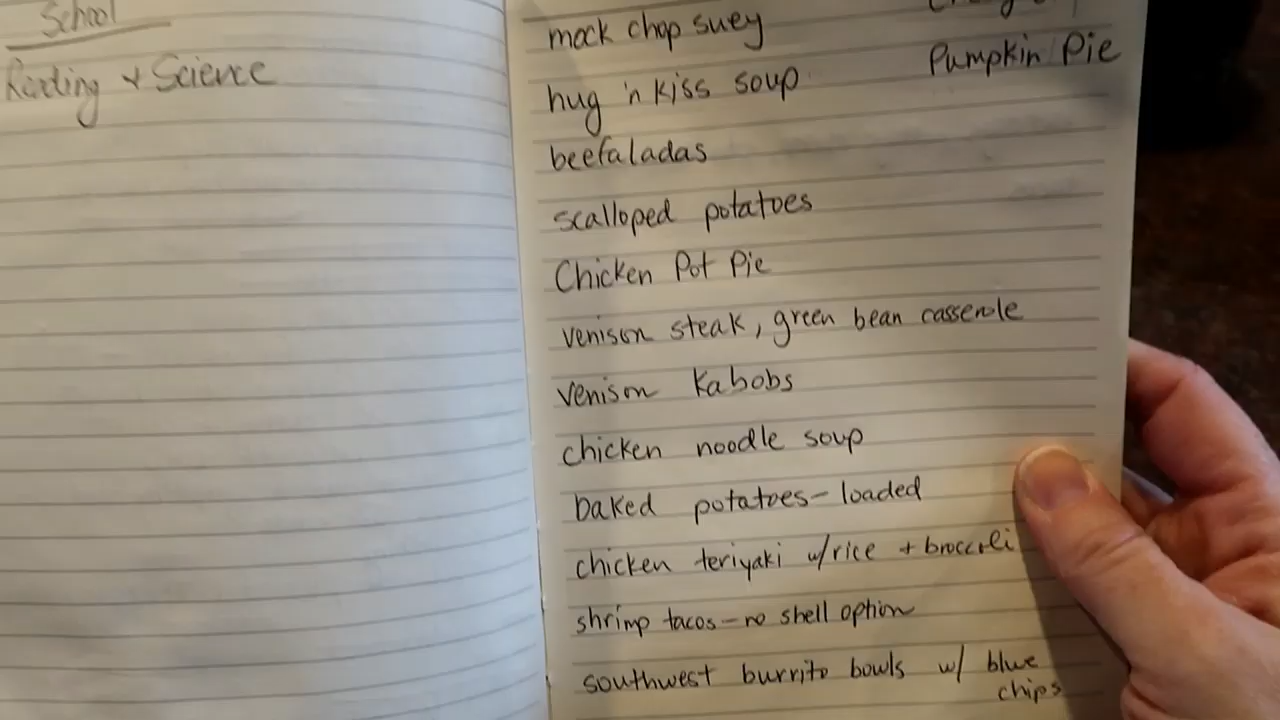 School
Reading + Science
mock chop suey
Pumpkin Pie
hug 'n kiss soup
beefaladas
scalloped potatoes
Chicken Pot Pie
venison steak, green bean casserole
venison kabobs
chicken noodle soup
baked potatoes - loaded
chicken teriyaki w/rice + broccoli
shrimp tacos - no shell option
southwest burrito bowls w/ blue
chips